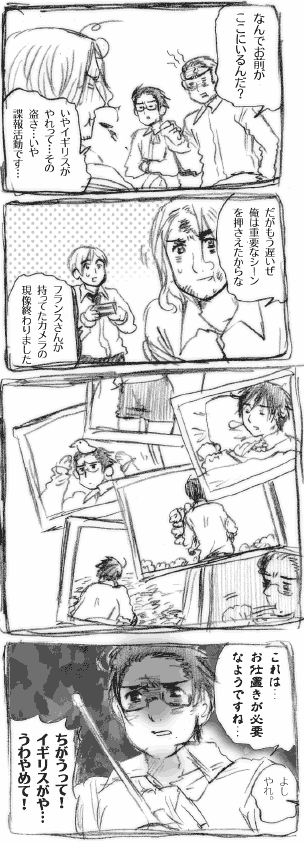 なんでお前が
ここにいるんだ？
いやイギリスが
やれって…その
盗さ…いや
諜報活動です…
だがもう遅いぜ
俺は重要なシーン
を押さえたからな
フランスさんが
持ってたカメラの
現像終わりました
これは…
お仕置きが必要
なようですね…
よし
やれ。
ちがうって！
イギリスがや…
うわやめて！